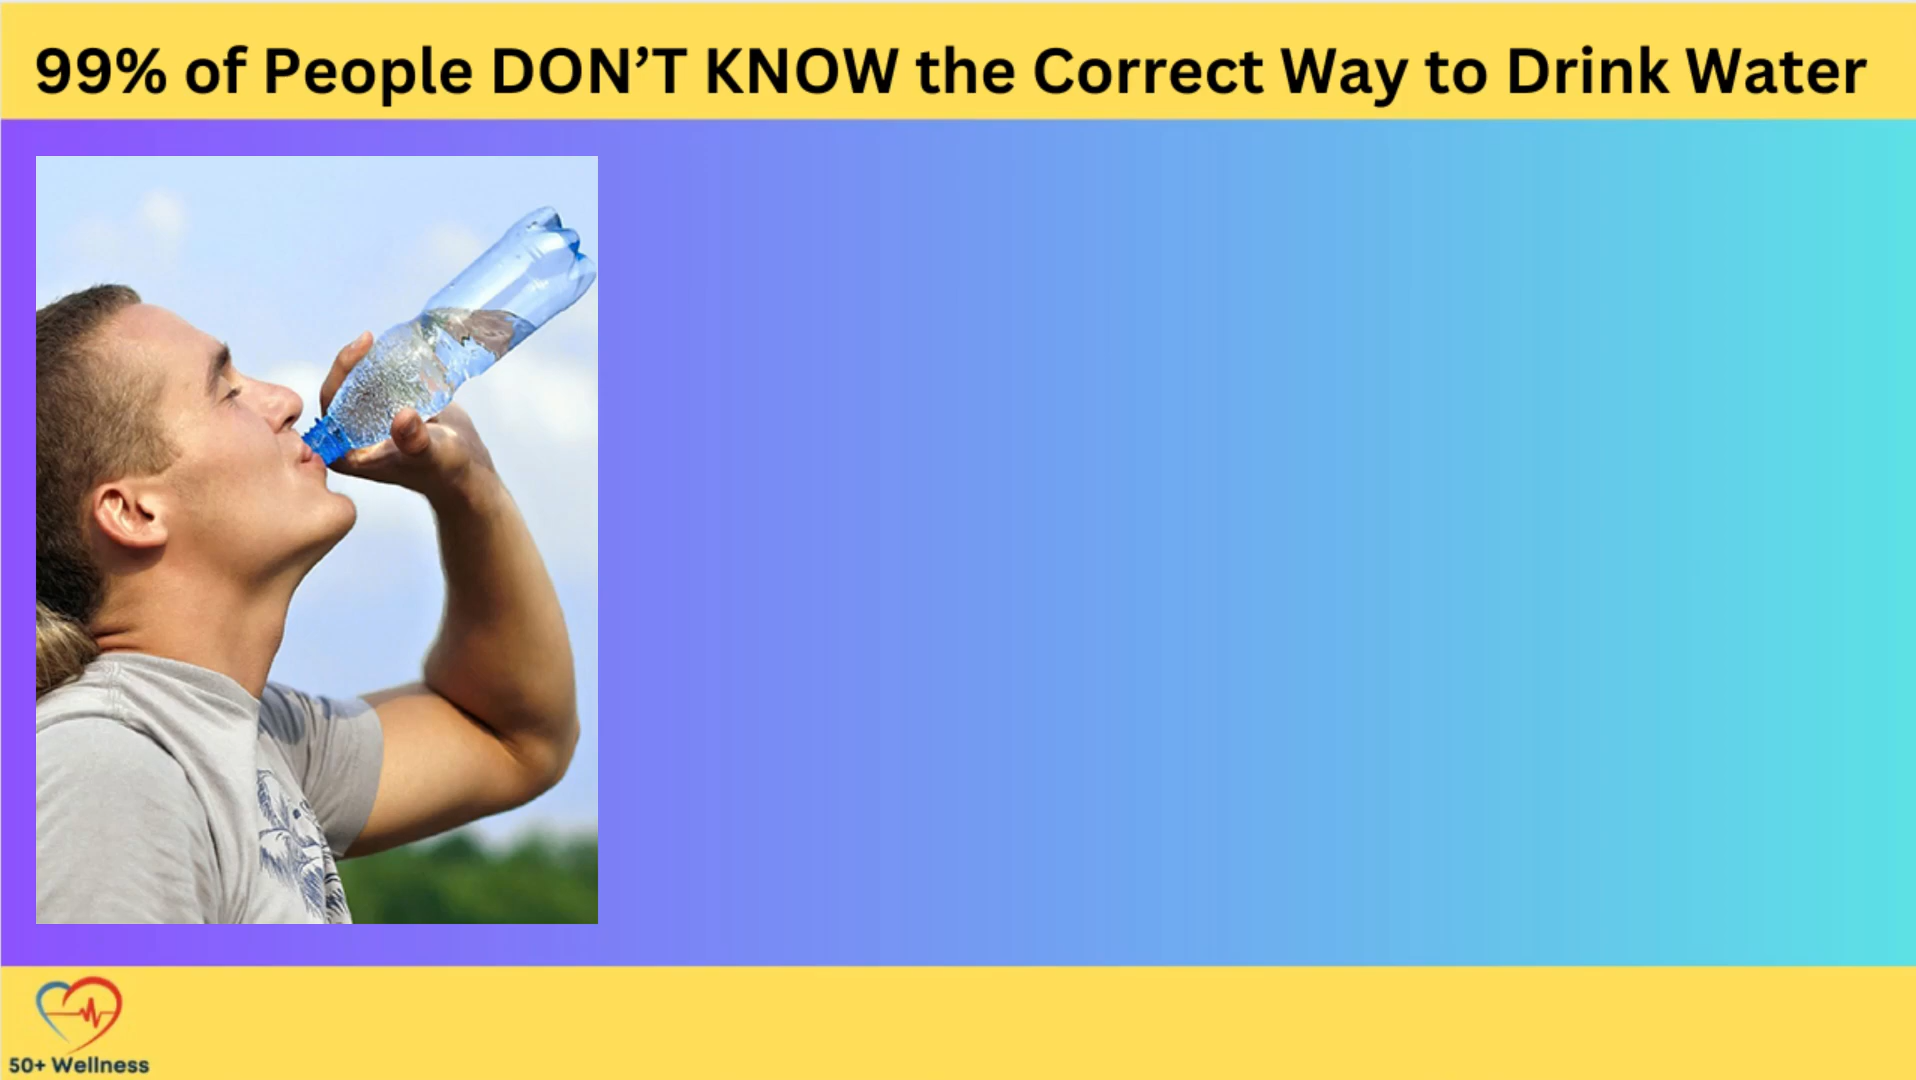 99% of People DON’T KNOW the Correct Way to Drink Water
50+ Wellness